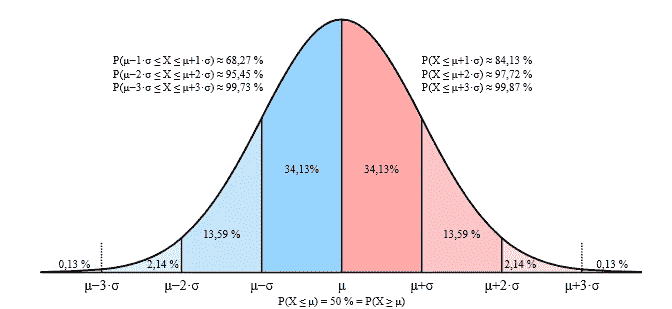 P(μ−1·σ ≤ X ≤ μ+1·σ) ≈ 68,27 %
P(μ−2·σ ≤ X ≤ μ+2·σ) ≈ 95,45 %
P(μ−3·σ ≤ X ≤ μ+3·σ) ≈ 99,73 %
P(X ≤ μ+1·σ) ≈ 84,13 %
P(X ≤ μ+2·σ) ≈ 97,72 %
P(X ≤ μ+3·σ) ≈ 99,87 %
34,13% 34,13%
13,59 % 13,59 %
0,13 % 2,14 % 2,14 % 0,13 %
μ−3·σ μ−2·σ μ−σ μ μ+σ μ+2·σ μ+3·σ
P(X ≤ μ) = 50 % = P(X ≥ μ)